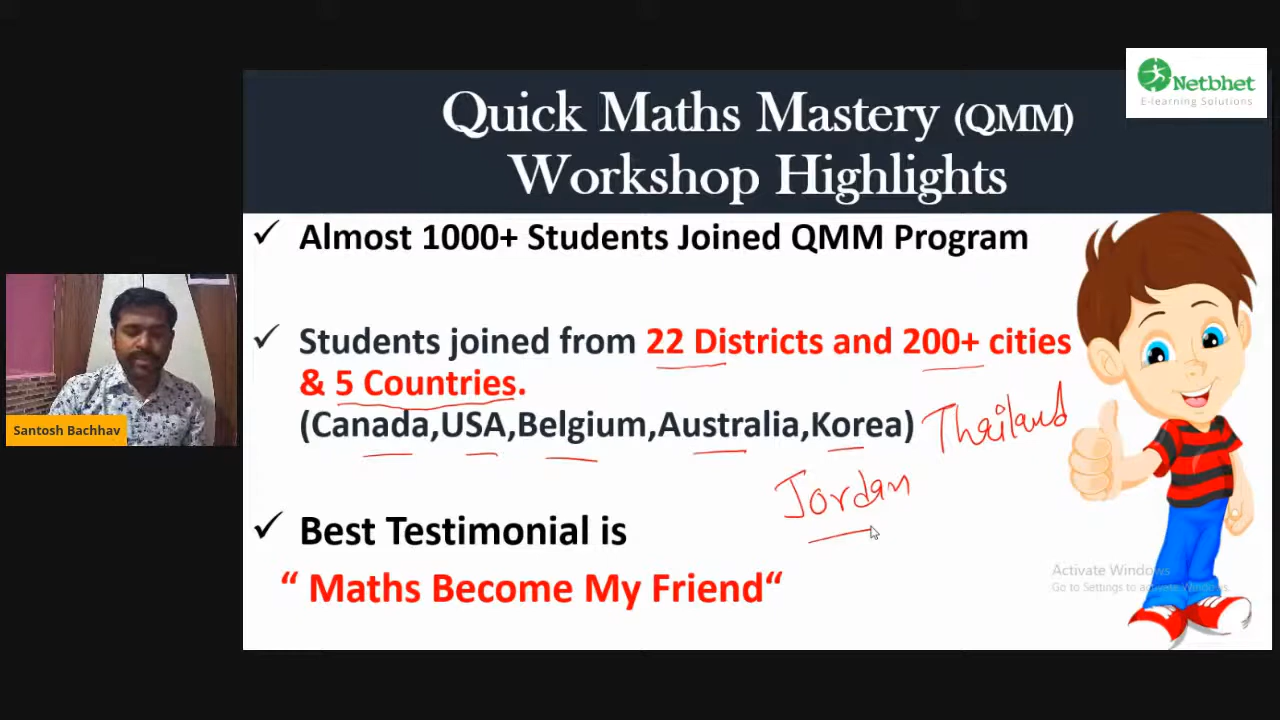 Netbhet
E-learning Solutions
Quick Maths Mastery (QMM)
Workshop Highlights
✓ Almost 1000+ Students Joined QMM Program
✓ Students joined from 22 Districts and 200+ cities
& 5 Countries.
(Canada,USA,Belgium,Australia,Korea) Thailand
Jordan
Santosh Bachhav
✓ Best Testimonial is
“ Maths Become My Friend“
Activate Windows
Go to Settings to activate Windows.